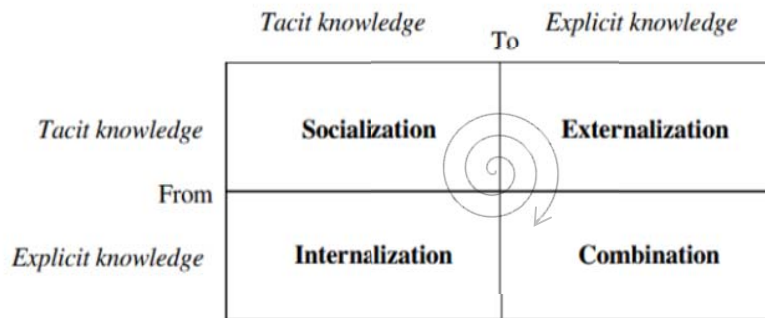 Tacit knowledge
To
Explicit knowledge
Tacit knowledge
Socialization
Externalization
From
Explicit knowledge
Internalization
Combination